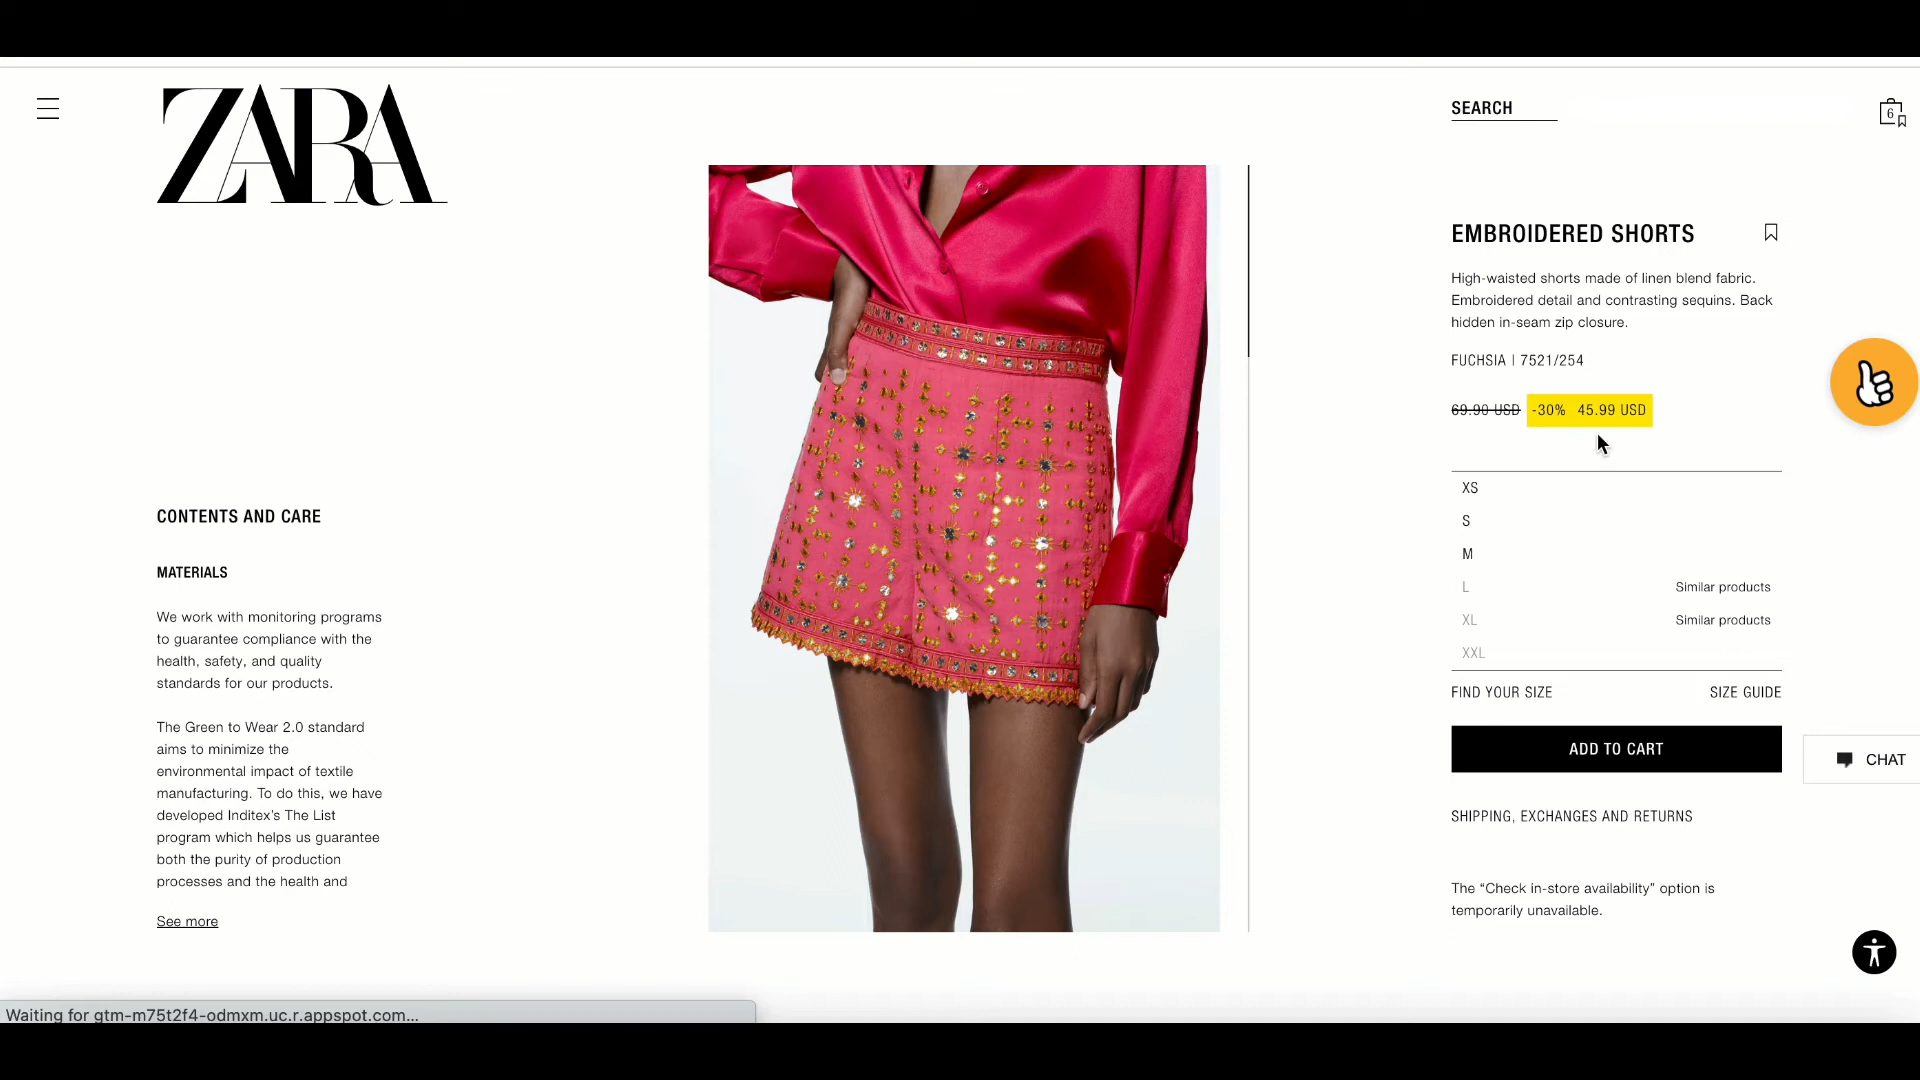 ZARA
SEARCH
6
EMBROIDERED SHORTS
High-waisted shorts made of linen blend fabric.
Embroidered detail and contrasting sequins. Back
hidden in-seam zip closure.
FUCHSIA | 7521/254
69.90 USD -30% 45.99 USD
XS
S
M
L Similar products
XL Similar products
XXL
FIND YOUR SIZE SIZE GUIDE
ADD TO CART
CHAT
SHIPPING, EXCHANGES AND RETURNS
The “Check in-store availability” option is
temporarily unavailable.
CONTENTS AND CARE
MATERIALS
We work with monitoring programs
to guarantee compliance with the
health, safety, and quality
standards for our products.
The Green to Wear 2.0 standard
aims to minimize the
environmental impact of textile
manufacturing. To do this, we have
developed Inditex’s The List
program which helps us guarantee
both the purity of production
processes and the health and
See more
Waiting for gtm-m75t2f4-odmxm.uc.r.appspot.com...